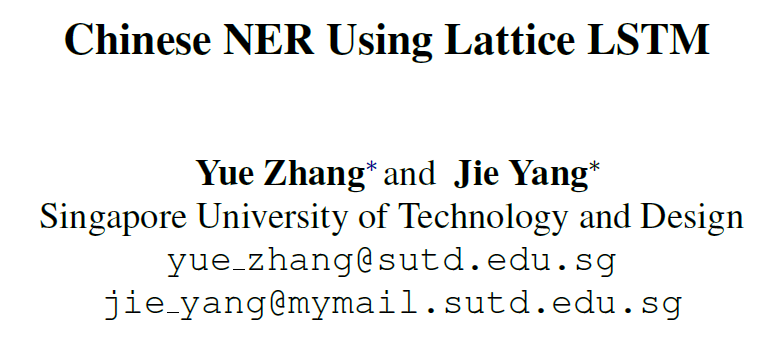 Chinese NER Using Lattice LSTM
Yue Zhang* and Jie Yang*
Singapore University of Technology and Design
yue_zhang@sutd.edu.sg
jie_yang@mymail.sutd.edu.sg